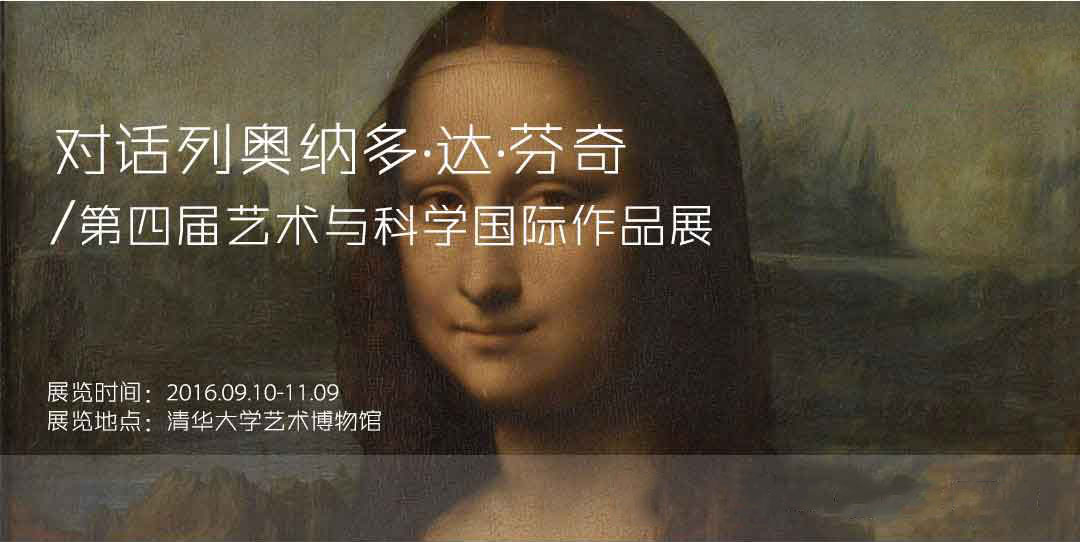 对话列奥纳多·达·芬奇
/第四届艺术与科学国际作品展
展览时间：2016.09.10-11.09
展览地点：清华大学艺术博物馆